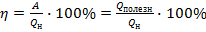 η = A/Qн · 100% = Qполезн/Qн · 100%